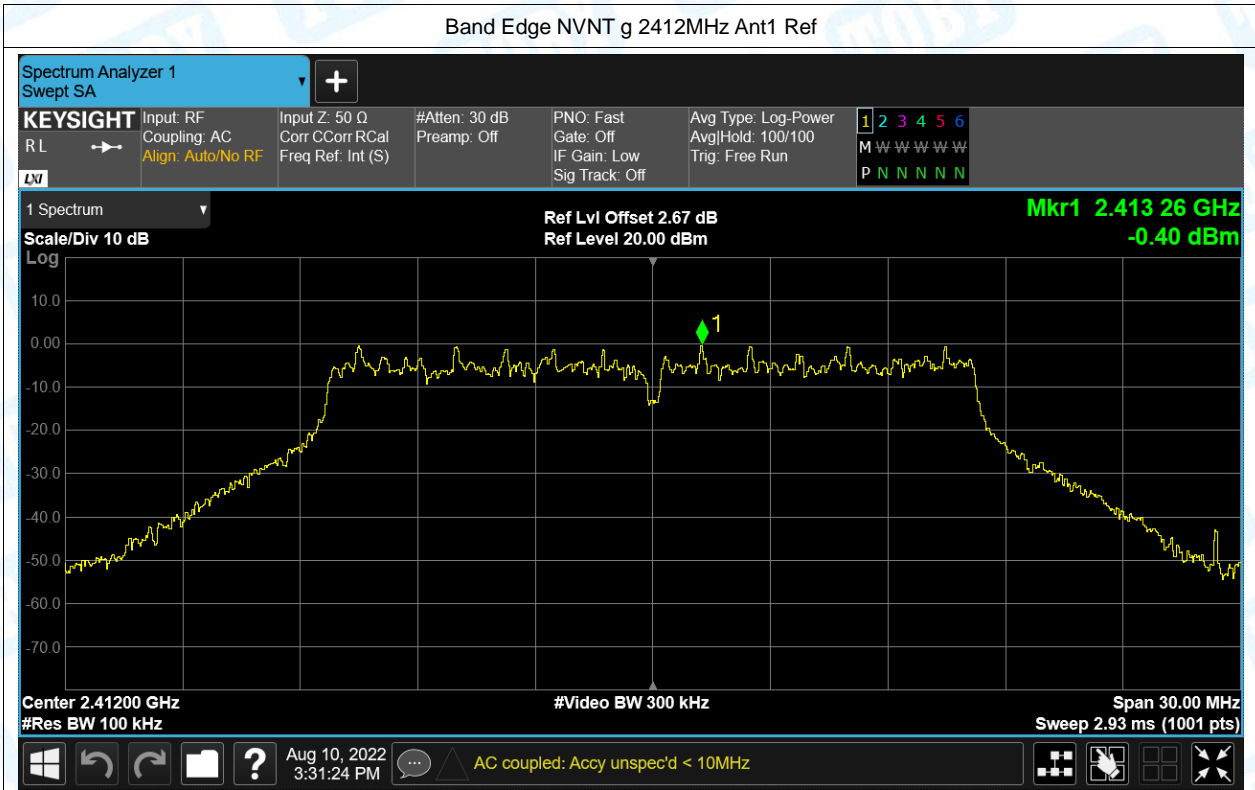 Band Edge NVNT g 2412MHz Ant1 Ref
Spectrum Analyzer 1
Swept SA
KEYSIGHT
R L
LXI
Input: RF
Coupling: AC
Align: Auto/No RF
Input Z: 50 Ω
Corr CCorr RCal
Freq Ref: Int (S)
#Atten: 30 dB
Preamp: Off
PNO: Fast
Gate: Off
IF Gain: Low
Sig Track: Off
Avg Type: Log-Power
Avg|Hold: 100/100
Trig: Free Run
1 2 3 4 5 6
M W W W W W
P N N N N N
1 Spectrum
Scale/Div 10 dB
Ref Lvl Offset 2.67 dB
Ref Level 20.00 dBm
Mkr1 2.413 26 GHz
-0.40 dBm
Log
10.0
0.00
-10.0
-20.0
-30.0
-40.0
-50.0
-60.0
-70.0
1
Center 2.41200 GHz
#Video BW 300 kHz
Span 30.00 MHz
#Res BW 100 kHz
Sweep 2.93 ms (1001 pts)
?
Aug 10, 2022
3:31:24 PM
AC coupled: Accy unspec'd < 10MHz